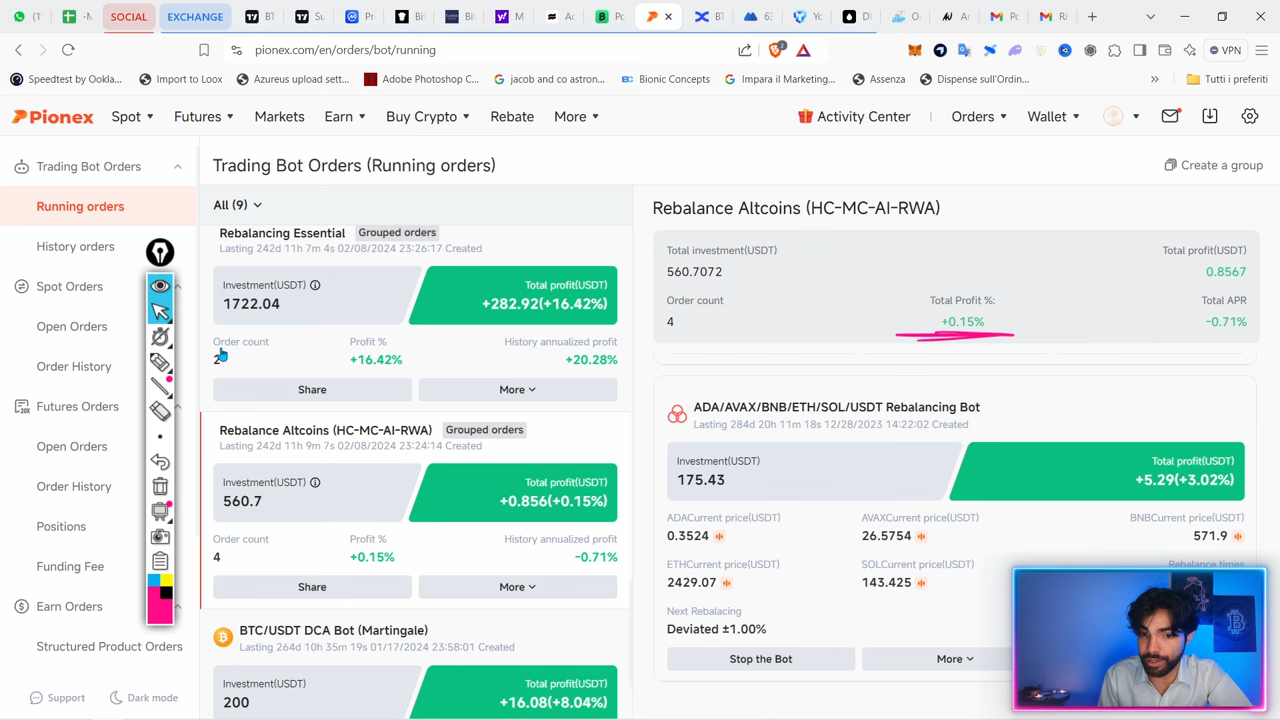 SOCIAL
EXCHANGE
pionex.com/en/orders/bot/running
VPN
Speedtest by Ookla...
Import to Loox
Azureus upload sett...
Adobe Photoshop C...
jacob and co astron...
Bionic Concepts
Impara il Marketing...
Assenza
Dispense sull'Ordin...
Tutti i preferiti
Pionex
Spot
Futures
Markets
Earn
Buy Crypto
Rebate
More
Activity Center
Orders
Wallet
Trading Bot Orders
Running orders
History orders
Spot Orders
Open Orders
Order History
Futures Orders
Open Orders
Order History
Positions
Funding Fee
Earn Orders
Structured Product Orders
Support
Dark mode
Trading Bot Orders (Running orders)
Create a group
All (9)
Rebalancing Essential
Grouped orders
Lasting 242d 11h 7m 4s 02/08/2024 23:26:17 Created
Investment(USDT)
1722.04
Total profit(USDT)
+282.92(+16.42%)
Order count
2
Profit %
+16.42%
History annualized profit
+20.28%
Share
More
Rebalance Altcoins (HC-MC-AI-RWA)
Grouped orders
Lasting 242d 11h 9m 7s 02/08/2024 23:24:14 Created
Investment(USDT)
560.7
Total profit(USDT)
+0.856(+0.15%)
Order count
4
Profit %
+0.15%
History annualized profit
-0.71%
Share
More
BTC/USDT DCA Bot (Martingale)
Lasting 264d 10h 35m 19s 01/17/2024 23:58:01 Created
Investment(USDT)
200
Total profit(USDT)
+16.08(+8.04%)
Rebalance Altcoins (HC-MC-AI-RWA)
Total investment(USDT)
560.7072
Total profit(USDT)
0.8567
Order count
4
Total Profit %:
+0.15%
Total APR
-0.71%
ADA/AVAX/BNB/ETH/SOL/USDT Rebalancing Bot
Lasting 284d 20h 11m 18s 12/28/2023 14:22:02 Created
Investment(USDT)
175.43
Total profit(USDT)
+5.29(+3.02%)
ADACurrent price(USDT)
0.3524
AVAXCurrent price(USDT)
26.5754
BNBCurrent price(USDT)
571.9
ETHCurrent price(USDT)
2429.07
SOLCurrent price(USDT)
143.425
Next Rebalacing
Deviated ±1.00%
Stop the Bot
More